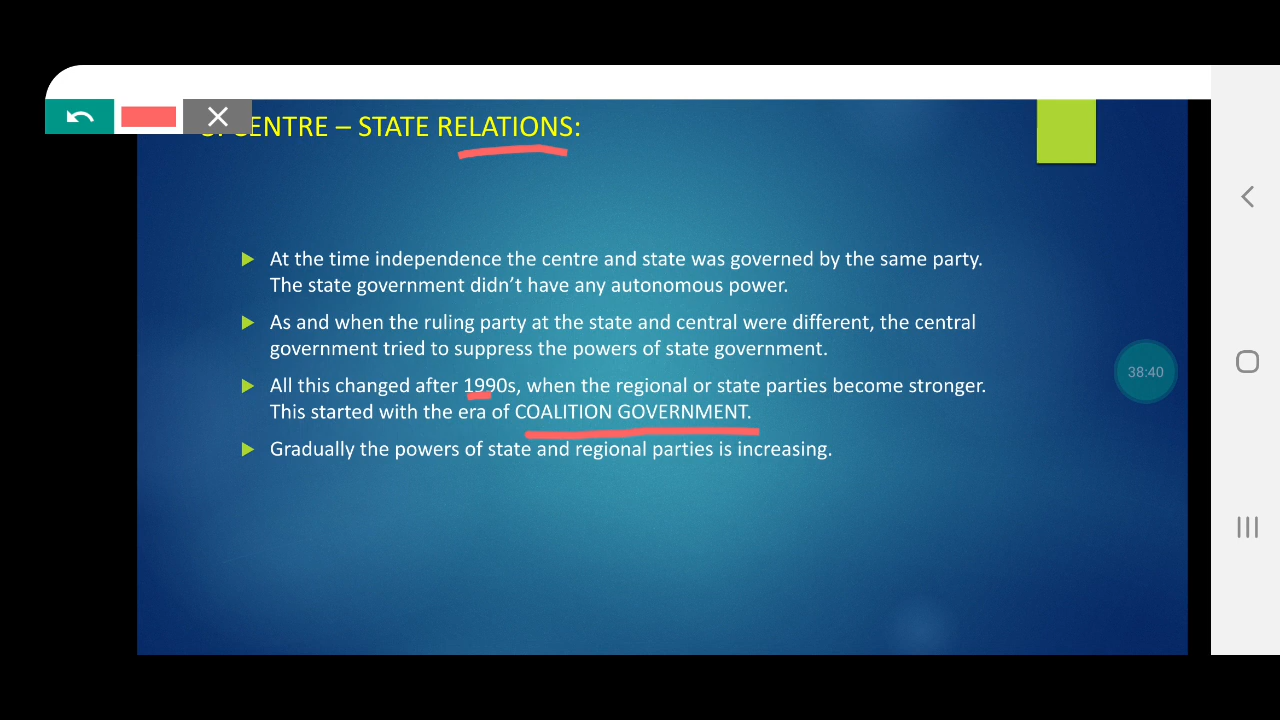 CENTRE – STATE RELATIONS:
At the time independence the centre and state was governed by the same party.
The state government didn't have any autonomous power.
As and when the ruling party at the state and central were different, the central
government tried to suppress the powers of state government.
All this changed after 1990s, when the regional or state parties become stronger.
This started with the era of COALITION GOVERNMENT.
Gradually the powers of state and regional parties is increasing.
38:40